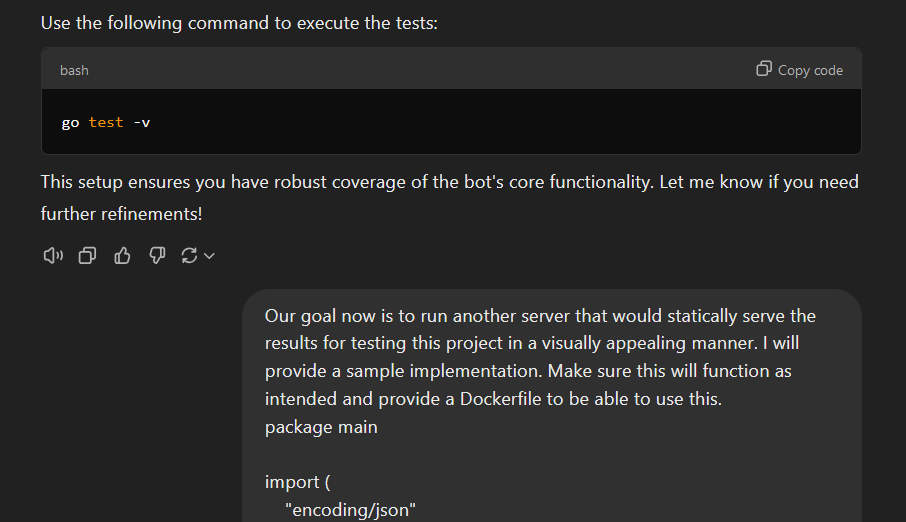 Use the following command to execute the tests:
bash
Copy code
go test -v
This setup ensures you have robust coverage of the bot's core functionality. Let me know if you need
further refinements!
Our goal now is to run another server that would statically serve the
results for testing this project in a visually appealing manner. I will
provide a sample implementation. Make sure this will function as
intended and provide a Dockerfile to be able to use this.
package main
import (
"encoding/json"